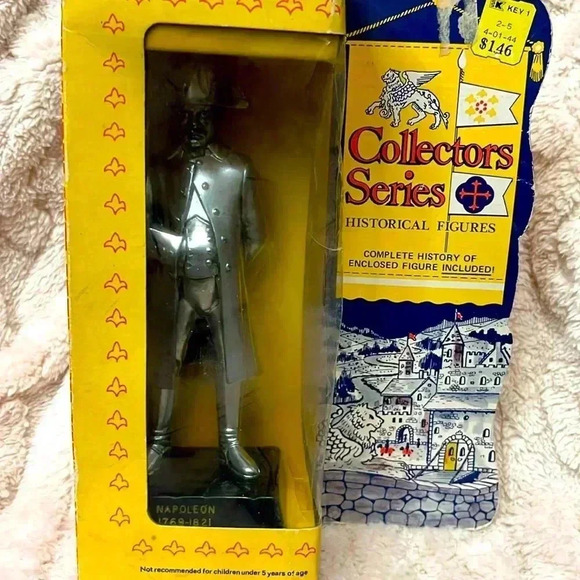 K KEY 1
2-5
4-01-44
$1.46
Collectors
Series
HISTORICAL FIGURES
COMPLETE HISTORY OF
ENCLOSED FIGURE INCLUDED!
NAPOLEON
1769-1821
Not recommended for children under 5 years of age